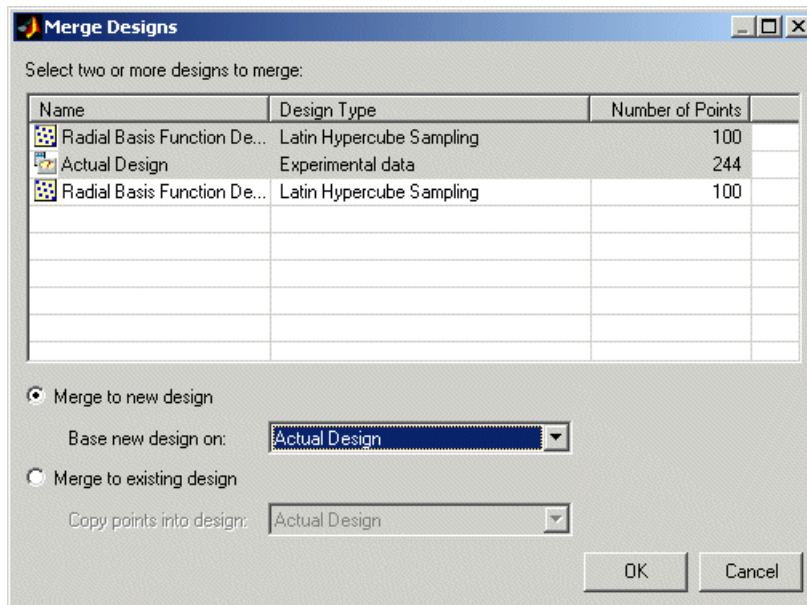 Merge Designs
Select two or more designs to merge:
Name Design Type Number of Points
Radial Basis Function De... Latin Hypercube Sampling 100
Actual Design Experimental data 244
Radial Basis Function De... Latin Hypercube Sampling 100
Merge to new design
Base new design on: Actual Design
Merge to existing design
Copy points into design: Actual Design
OK Cancel